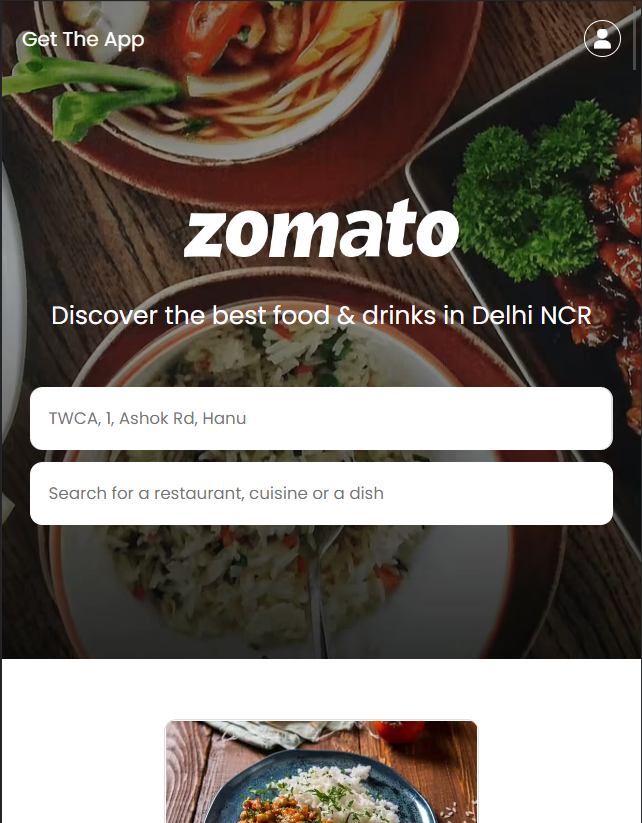 Get The App
zomato
Discover the best food & drinks in Delhi NCR
TWCA, 1, Ashok Rd, Hanu
Search for a restaurant, cuisine or a dish